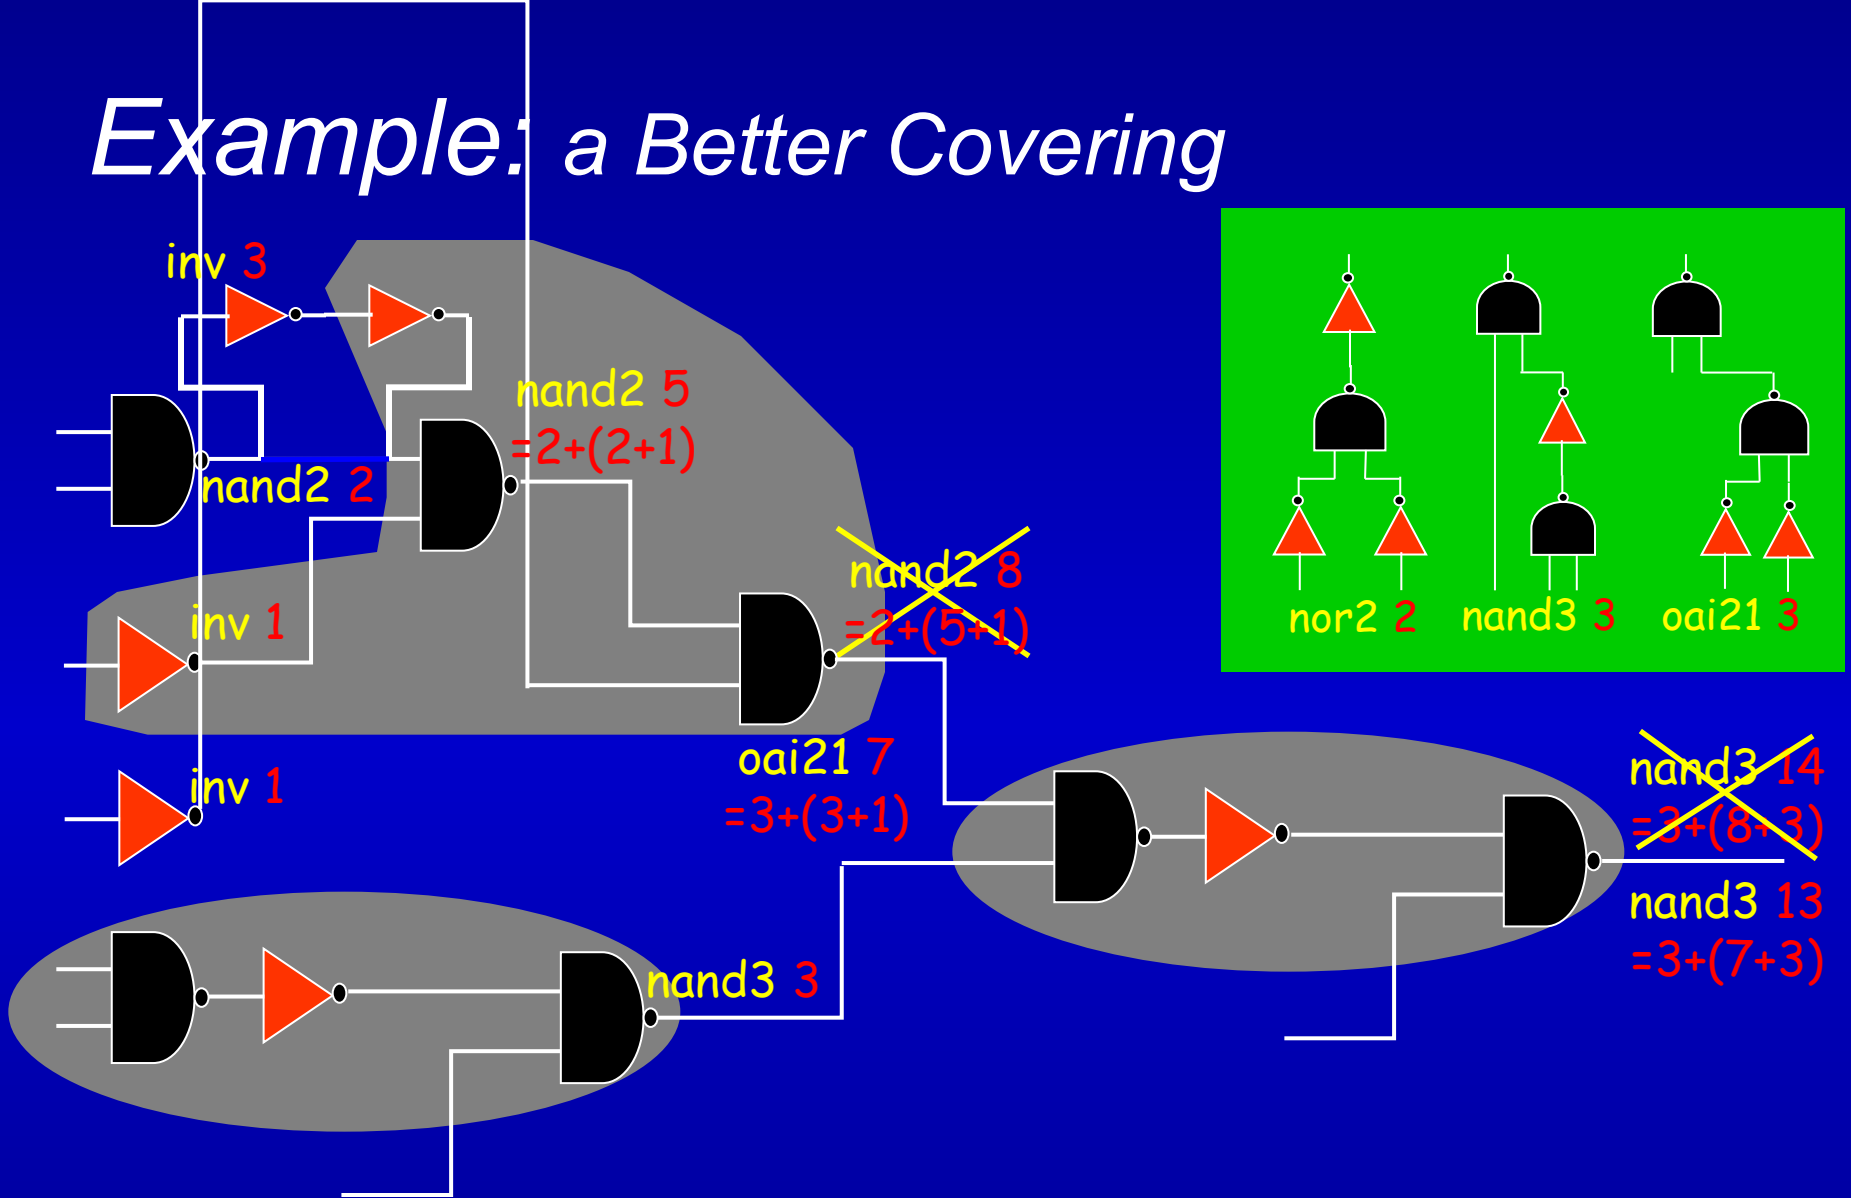 Example: a Better Covering
inv 3
nand2 5
=2+(2+1)
nand2 2
nand2 8
=2+(5+1)
inv 1
oai21 7
=3+(3+1)
inv 1
nand3 3
nor2 2
nand3 3
oai21 3
nand3 14
=3+(8+3)
nand3 13
=3+(7+3)